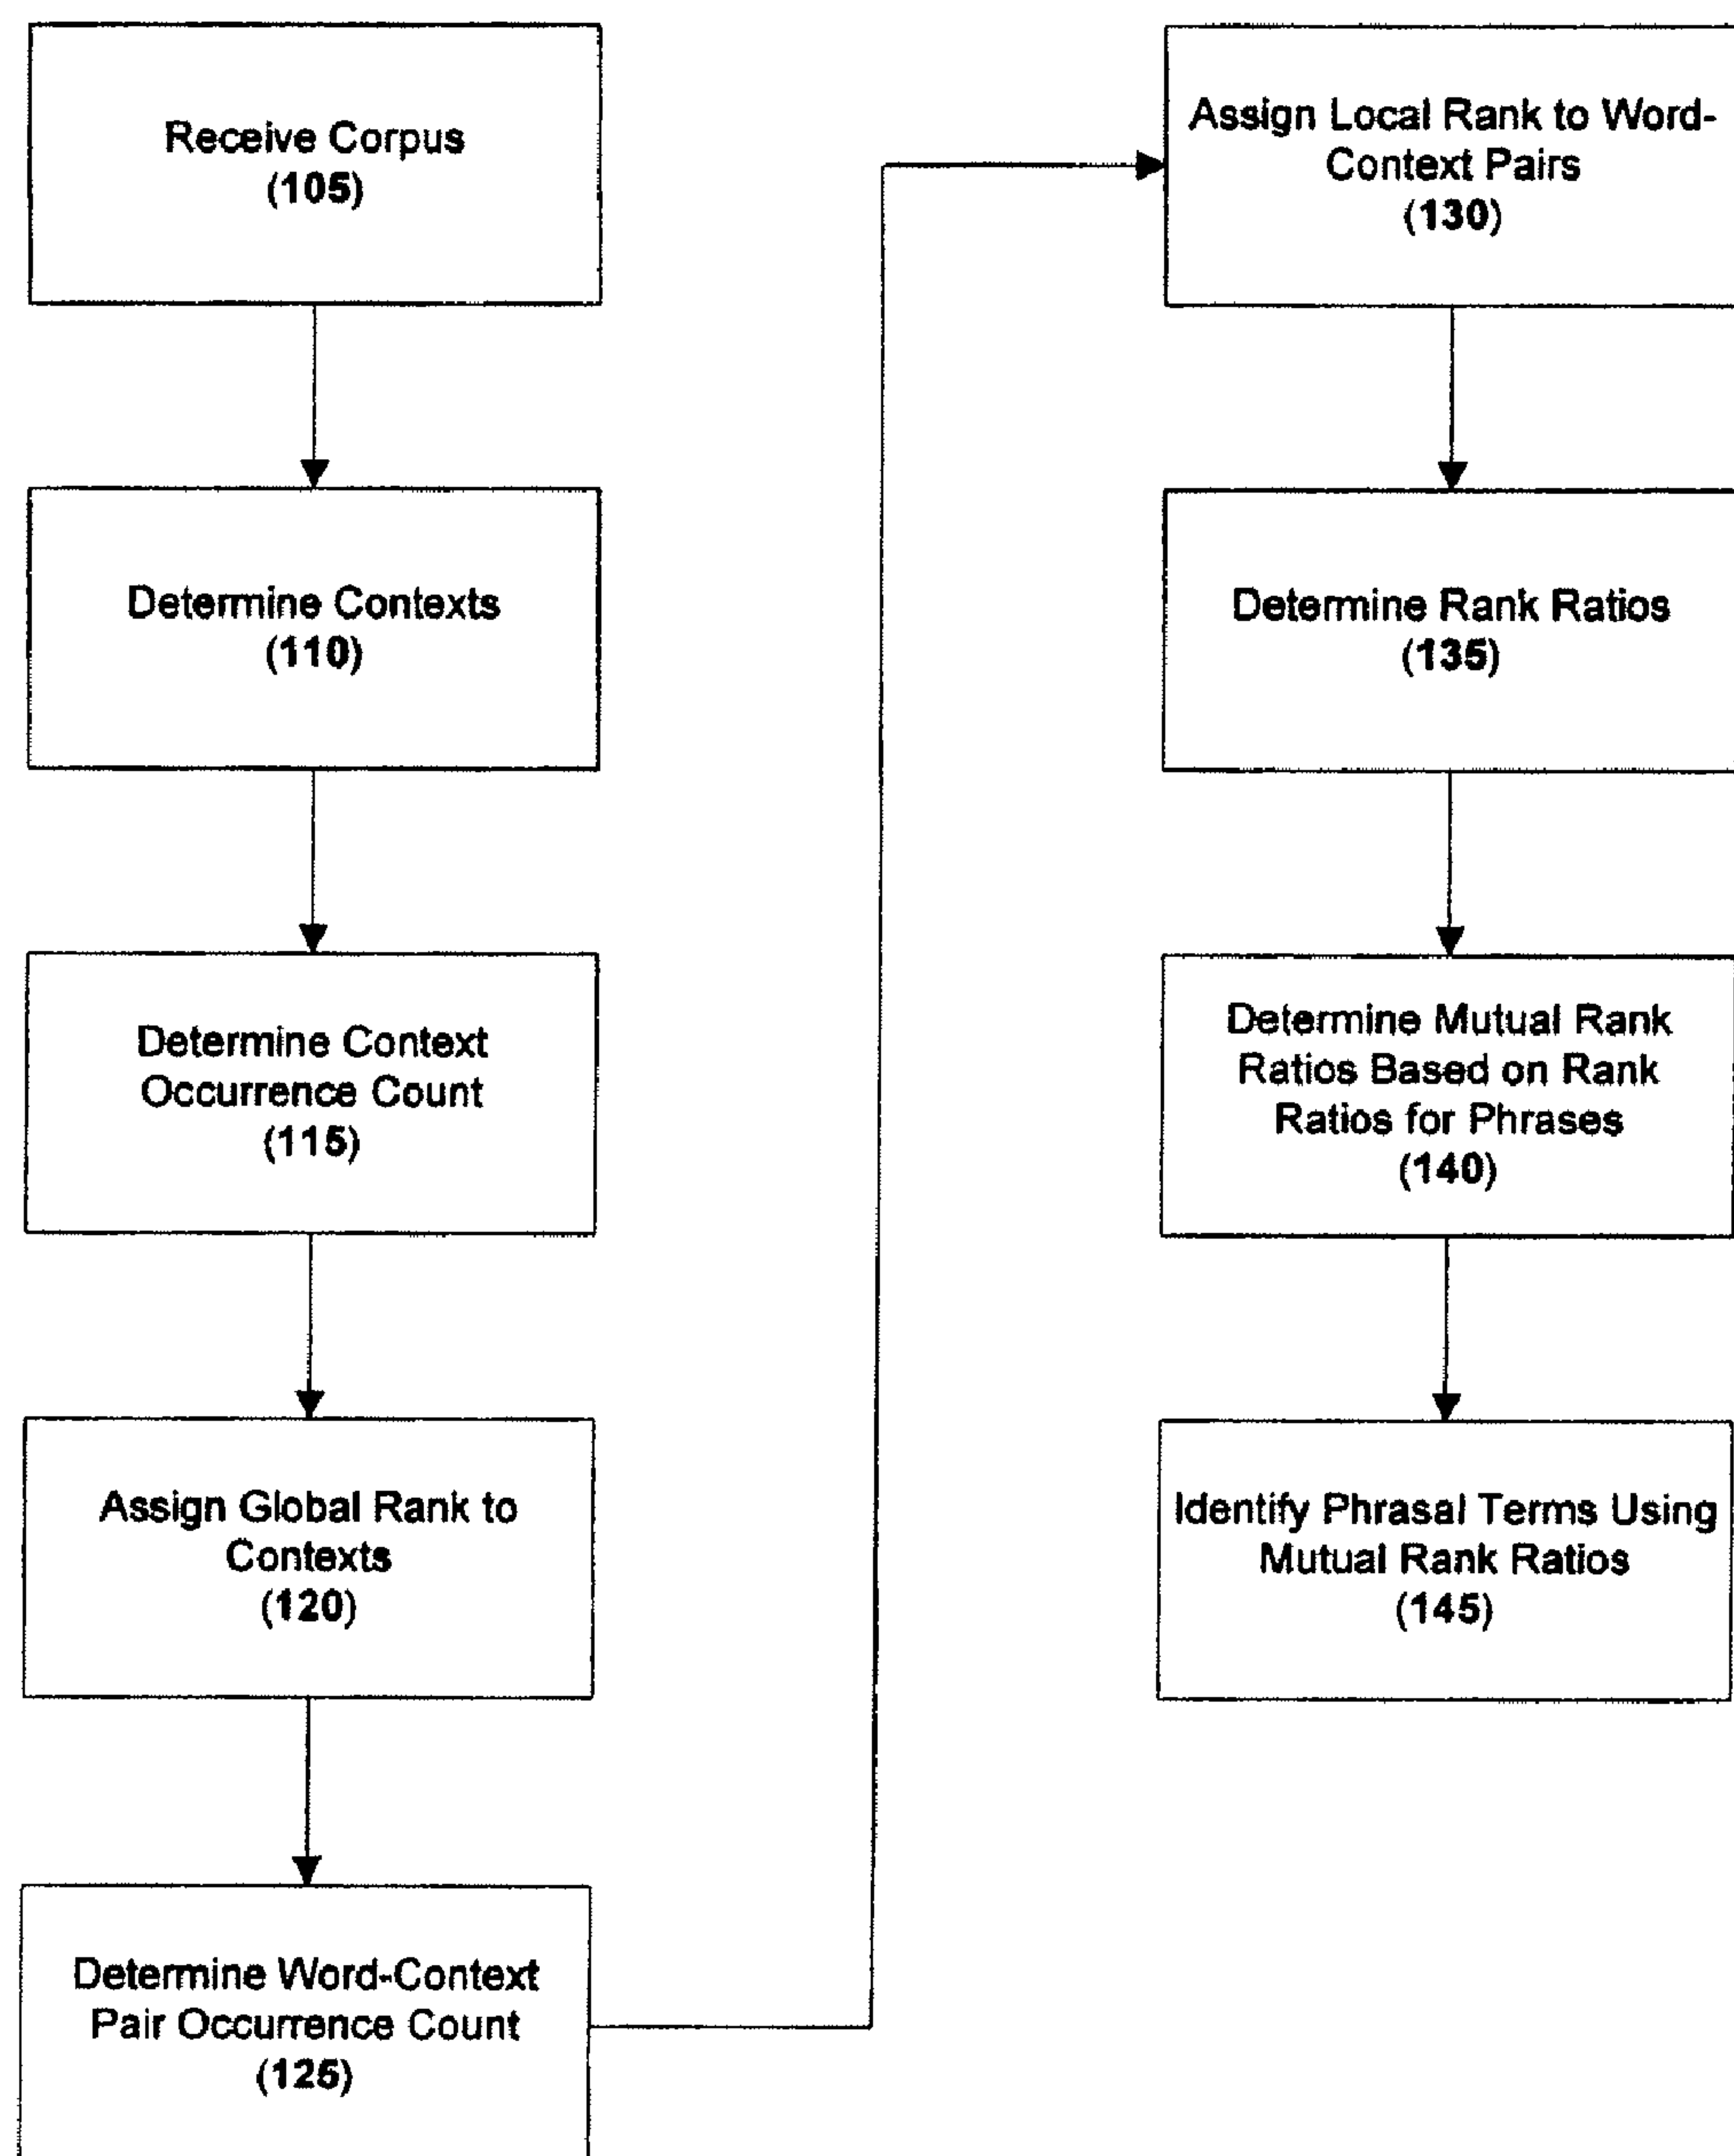 Receive Corpus
(105)
Determine Contexts
(110)
Determine Context
Occurrence Count
(115)
Assign Global Rank to
Contexts
(120)
Determine Word-Context
Pair Occurrence Count
(125)
Assign Local Rank to Word-
Context Pairs
(130)
Determine Rank Ratios
(135)
Determine Mutual Rank
Ratios Based on Rank
Ratios for Phrases
(140)
Identify Phrasal Terms Using
Mutual Rank Ratios
(145)